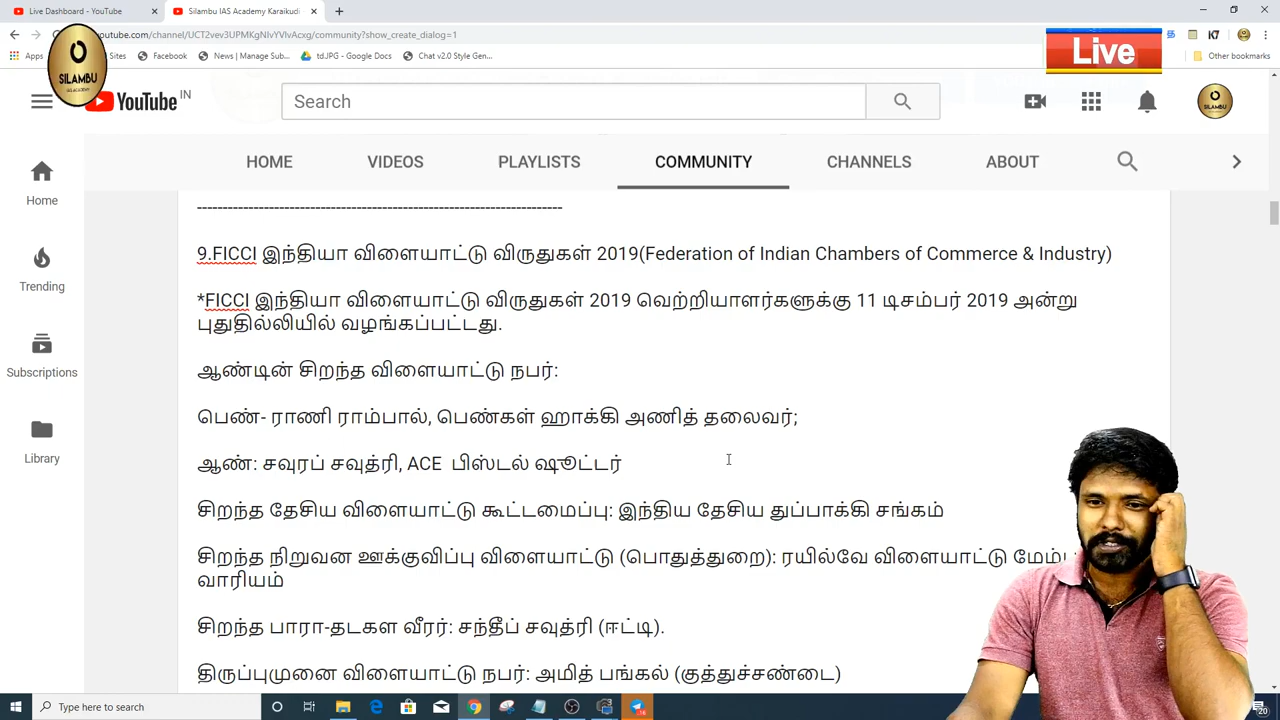 Live Dashboard - YouTube
Silambu IAS Academy Karaikudi
youtube.com/channel/UCT2vev3UPMKgNIvYVIvAcxg/community?show_create_dialog=1
Apps
Sites
Facebook
News | Manage Sub...
tdJPG - Google Docs
Chat v2.0 Style Gen...
Other bookmarks
Live
SILAMBU
YouTube IN
Search
HOME VIDEOS PLAYLISTS COMMUNITY CHANNELS ABOUT
Home
Trending
Subscriptions
Library
-----------------------------------------------------------------------
9.FICCI இந்தியா விளையாட்டு விருதுகள் 2019(Federation of Indian Chambers of Commerce & Industry)
*FICCI இந்தியா விளையாட்டு விருதுகள் 2019 வெற்றியாளர்களுக்கு 11 டிசம்பர் 2019 அன்று
புதுதில்லியில் வழங்கப்பட்டது.
ஆண்டின் சிறந்த விளையாட்டு நபர்:
பெண்- ராணி ராம்பால், பெண்கள் ஹாக்கி அணித் தலைவர்;
ஆண்: சவுரப் சவுத்ரி, ACE பிஸ்டல் ஷூட்டர்
சிறந்த தேசிய விளையாட்டு கூட்டமைப்பு: இந்திய தேசிய துப்பாக்கி சங்கம்
சிறந்த நிறுவன ஊக்குவிப்பு விளையாட்டு (பொதுத்துறை): ரயில்வே விளையாட்டு
வாரியம்
சிறந்த பாரா-தடகள வீரர்: சந்தீப் சவுத்ரி (ஈட்டி).
திருப்புமுனை விளையாட்டு நபர்: அமித் பங்கல் (குத்துச்சண்டை)
Type here to search